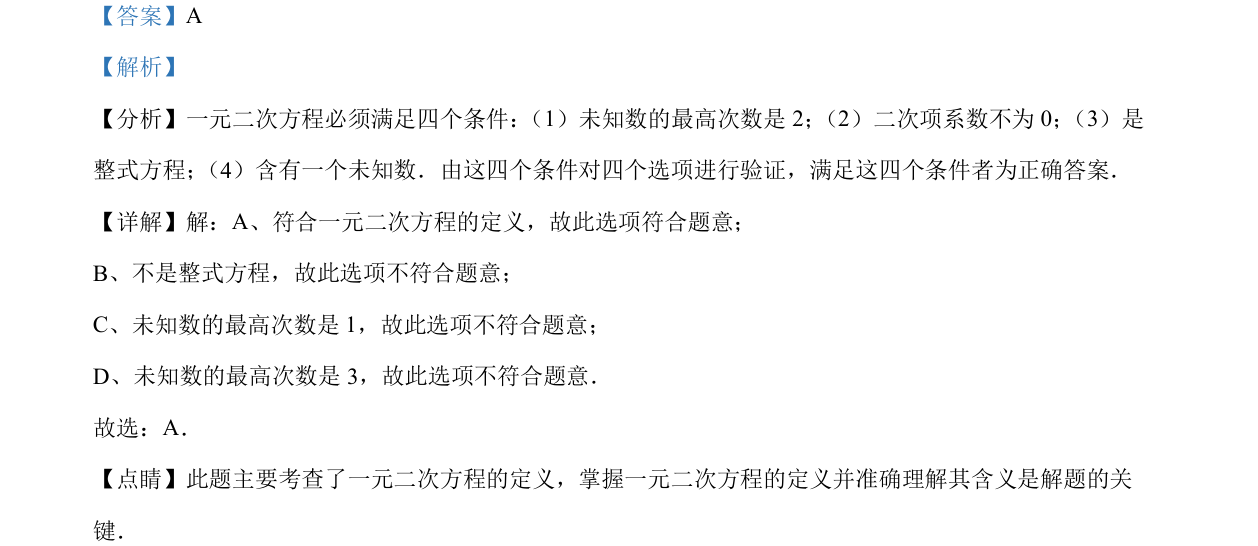 【答案】A
【解析】
【分析】一元二次方程必须满足四个条件：（1）未知数的最高次数是 2；（2）二次项系数不为 0；（3）是
整式方程；（4）含有一个未知数．由这四个条件对四个选项进行验证，满足这四个条件者为正确答案．
【详解】解：A、符合一元二次方程的定义，故此选项符合题意；
B、不是整式方程，故此选项不符合题意；
C、未知数的最高次数是 1，故此选项不符合题意；
D、未知数的最高次数是 3，故此选项不符合题意．
故选：A．
【点睛】此题主要考查了一元二次方程的定义，掌握一元二次方程的定义并准确理解其含义是解题的关
键．